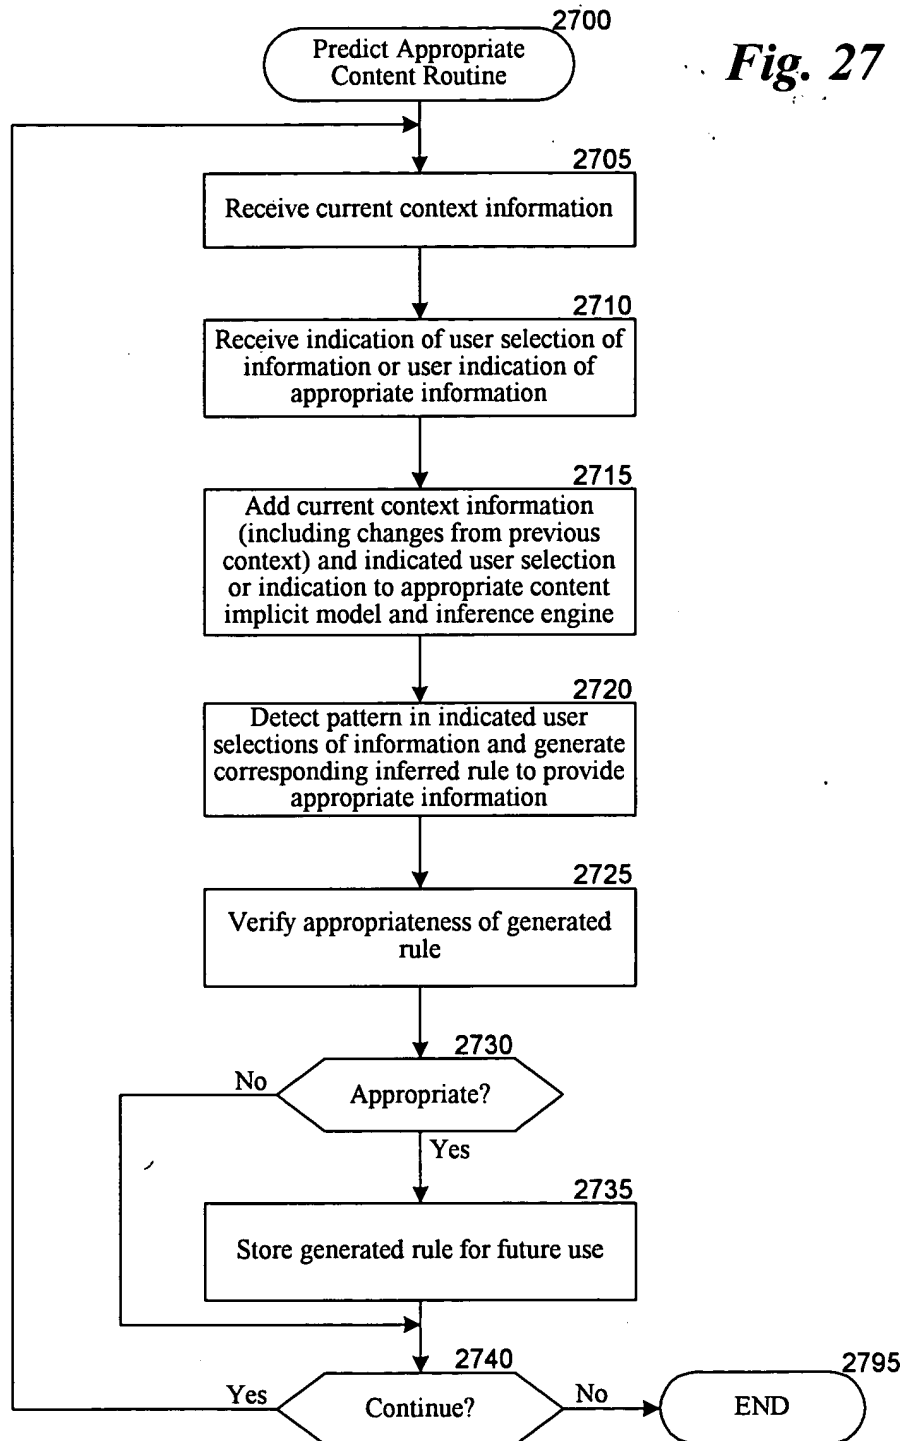 2700
Predict Appropriate
Content Routine
Fig. 27
2705
Receive current context information
2710
Receive indication of user selection of
information or user indication of
appropriate information
2715
Add current context information
(including changes from previous
context) and indicated user selection
or indication to appropriate content
implicit model and inference engine
2720
Detect pattern in indicated user
selections of information and generate
corresponding inferred rule to provide
appropriate information
2725
Verify appropriateness of generated
rule
2730
No
Appropriate?
Yes
2735
Store generated rule for future use
2740
2795
Yes
Continue?
No
END